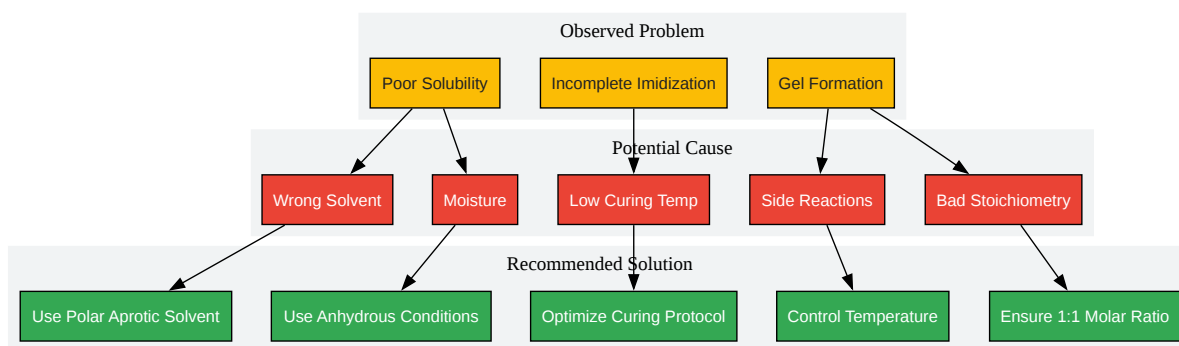 Observed Problem
Poor Solubility
Incomplete Imidization
Gel Formation
Potential Cause
Wrong Solvent
Moisture
Low Curing Temp
Side Reactions
Bad Stoichiometry
Recommended Solution
Use Polar Aprotic Solvent
Use Anhydrous Conditions
Optimize Curing Protocol
Control Temperature
Ensure 1:1 Molar Ratio